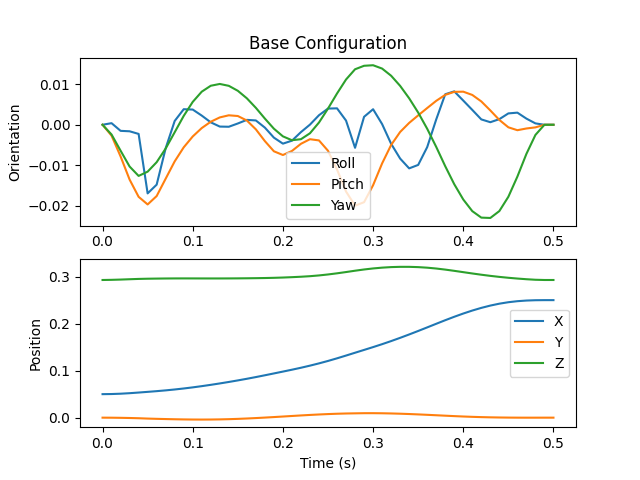 Base Configuration
Orientation
0.01
0.00
−0.01
−0.02
Roll
Pitch
Yaw
0.0 0.1 0.2 0.3 0.4 0.5
Position
0.3
0.2
0.1
0.0
X
Y
Z
0.0 0.1 0.2 0.3 0.4 0.5
Time (s)